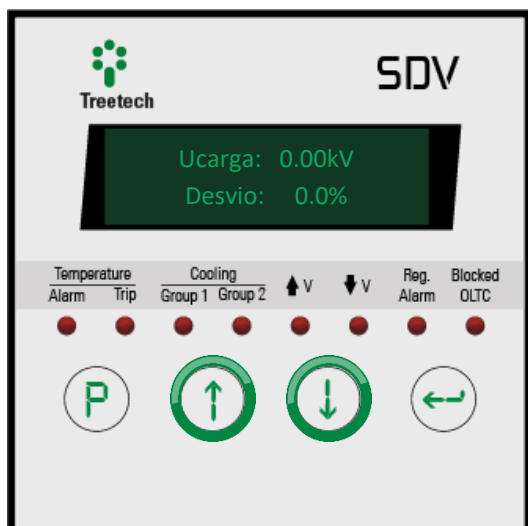 Treetech
SDV
Ucarga: 0.00kV
Desvio: 0.0%
Temperature
Alarm Trip
Cooling
Group 1 Group 2
V
V
Reg.
Alarm
Blocked
OLTC
P